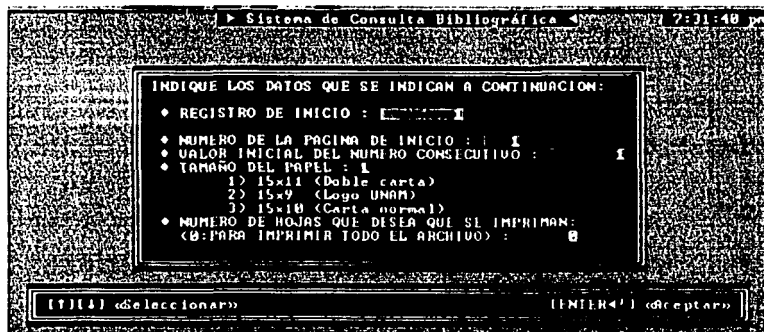 ► Sistema de Consulta Bibliográfica ◄ 7:31:40 pm
INDIQUE LOS DATOS QUE SE INDICAN A CONTINUACION:
♦ REGISTRO DE INICIO : 1
♦ NUMERO DE LA PAGINA DE INICIO : 1
♦ VALOR INICIAL DEL NUMERO CONSECUTIVO : 1
♦ TAMAÑO DEL PAPEL : 1
1) 15x11 (Doble carta)
2) 15x9 (Logo UNAM)
3) 15x10 (Carta normal)
♦ NUMERO DE HOJAS QUE DESEA QUE SE IMPRIMAN:
(0:PARA IMPRIMIR TODO EL ARCHIVO) : 0
[↑][↓] «Seleccionar» [ENTER◄┘] «Aceptar»